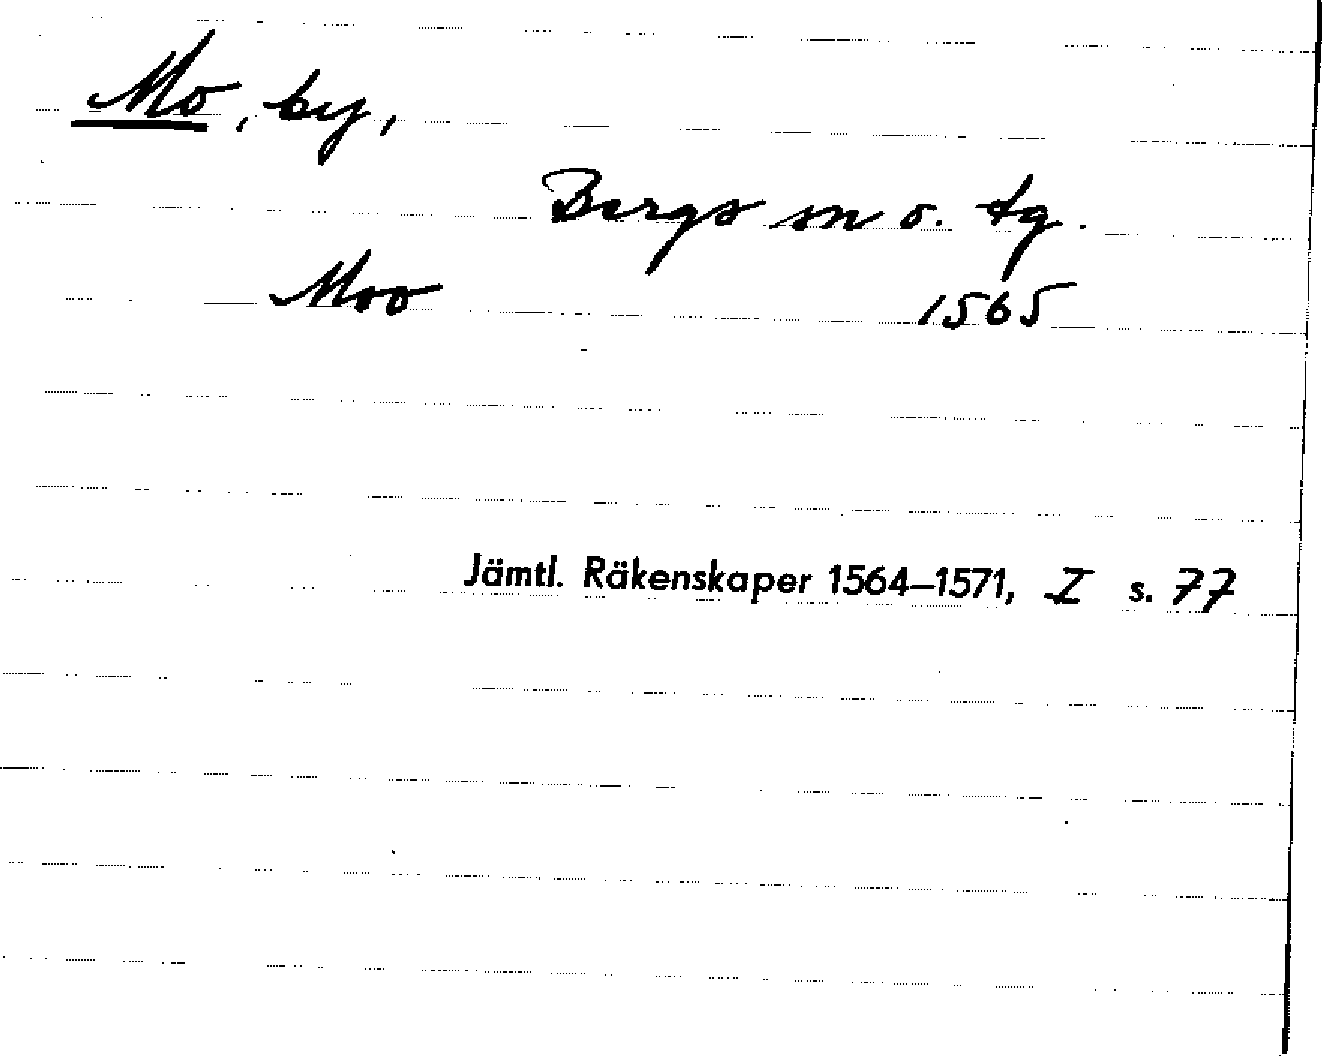 Mo, by,
Bergs sn o. tg.
Moo 1565
Jämtl. Räkenskaper 1564–1571, I s. 77